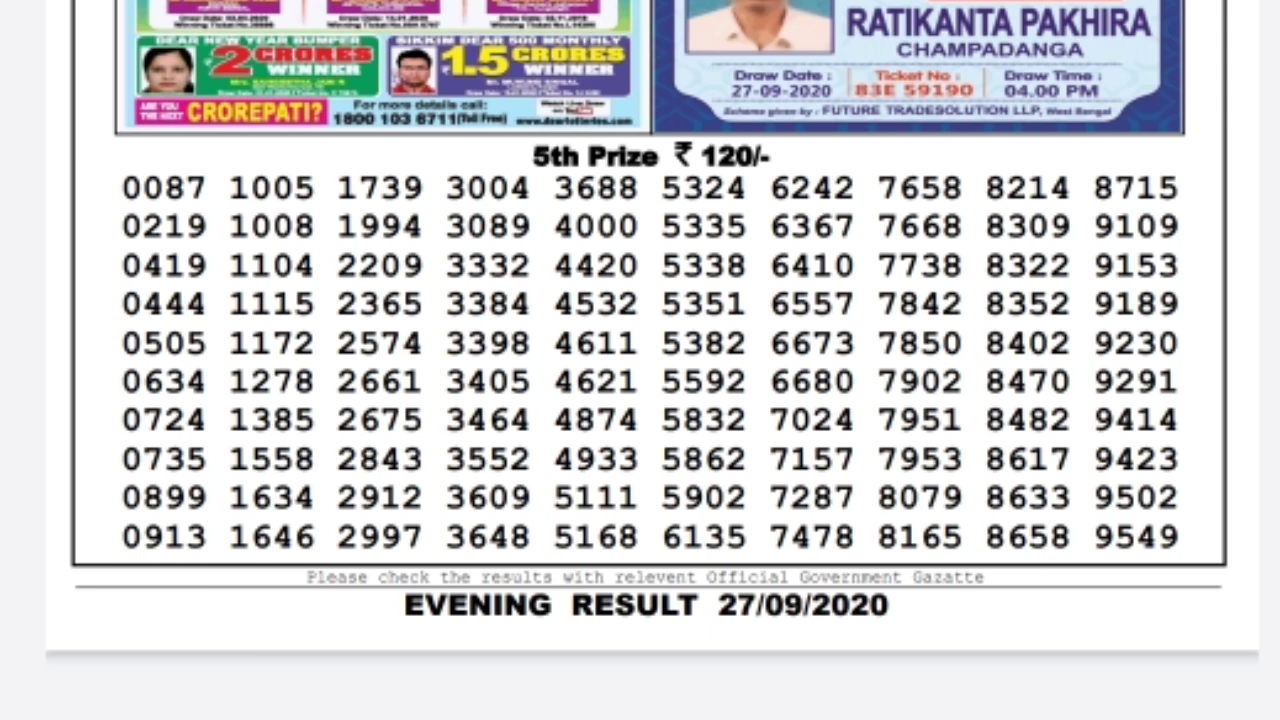 RATIKANTA PAKHIRA
CHAMPADANGA
Draw Date : Ticket No : Draw Time :
27-09-2020 83E 59190 04.00 PM
Scheme given by : FUTURE TRADESOLUTION LLP, West Bengal
DEAR NEW YEAR BUMPER
₹2 CRORES
WINNER
SIKKIM DEAR 500 MONTHLY
₹1.5 CRORES
WINNER
ARE YOU
THE NEXT CROREPATI?
For more details call:
1800 103 6711(Toll Free)
www.dearlotteries.com
5th Prize ₹ 120/-
0087 1005 1739 3004 3688 5324 6242 7658 8214 8715
0219 1008 1994 3089 4000 5335 6367 7668 8309 9109
0419 1104 2209 3332 4420 5338 6410 7738 8322 9153
0444 1115 2365 3384 4532 5351 6557 7842 8352 9189
0505 1172 2574 3398 4611 5382 6673 7850 8402 9230
0634 1278 2661 3405 4621 5592 6680 7902 8470 9291
0724 1385 2675 3464 4874 5832 7024 7951 8482 9414
0735 1558 2843 3552 4933 5862 7157 7953 8617 9423
0899 1634 2912 3609 5111 5902 7287 8079 8633 9502
0913 1646 2997 3648 5168 6135 7478 8165 8658 9549
Please check the results with relevent Official Government Gazatte
EVENING RESULT 27/09/2020